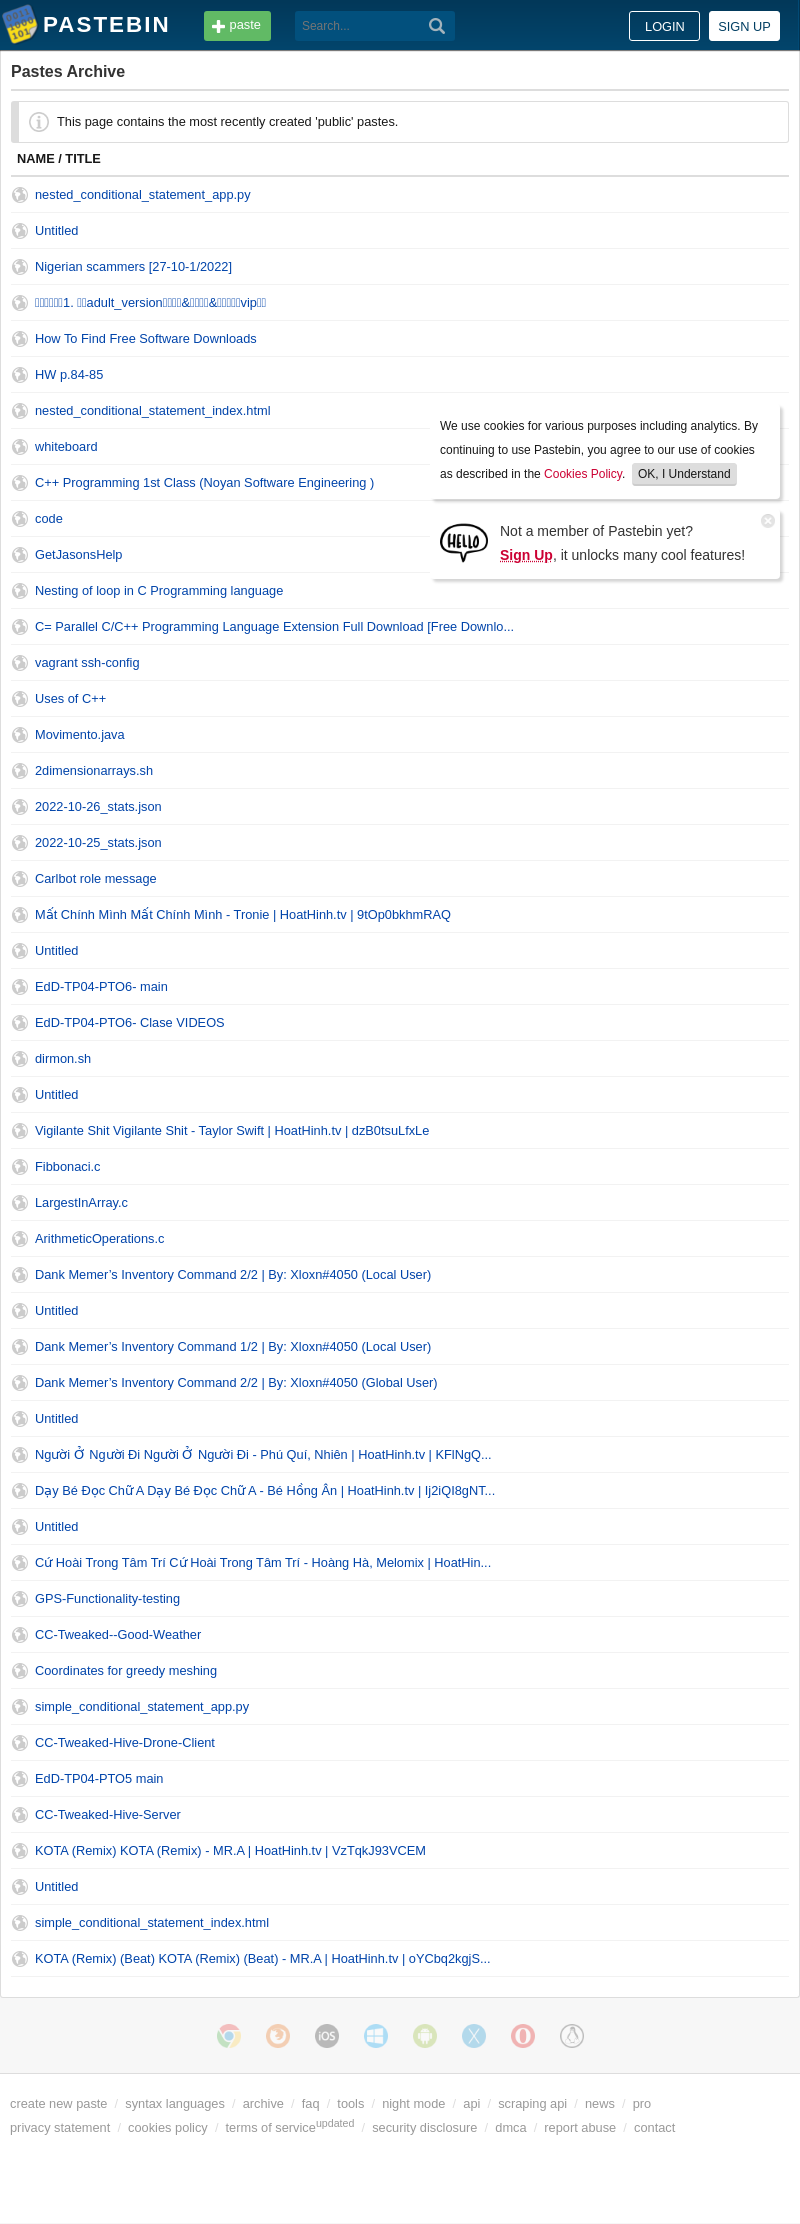 PASTEBIN
paste
Search...
LOGIN
SIGN UP
Pastes Archive
This page contains the most recently created 'public' pastes.
NAME / TITLE
nested_conditional_statement_app.py
Untitled
Nigerian scammers [27-10-1/2022]
1. adult_version&&vip
How To Find Free Software Downloads
HW p.84-85
nested_conditional_statement_index.html
whiteboard
C++ Programming 1st Class (Noyan Software Engineering )
code
GetJasonsHelp
Nesting of loop in C Programming language
We use cookies for various purposes including analytics. By
continuing to use Pastebin, you agree to our use of cookies
as described in the Cookies Policy. OK, I Understand
HELLO
Not a member of Pastebin yet?
Sign Up, it unlocks many cool features!
C= Parallel C/C++ Programming Language Extension Full Download [Free Downlo...
vagrant ssh-config
Uses of C++
Movimento.java
2dimensionarrays.sh
2022-10-26_stats.json
2022-10-25_stats.json
Carlbot role message
Mất Chính Mình Mất Chính Mình - Tronie | HoatHinh.tv | 9tOp0bkhmRAQ
Untitled
EdD-TP04-PTO6- main
EdD-TP04-PTO6- Clase VIDEOS
dirmon.sh
Untitled
Vigilante Shit Vigilante Shit - Taylor Swift | HoatHinh.tv | dzB0tsuLfxLe
Fibbonaci.c
LargestInArray.c
ArithmeticOperations.c
Dank Memer’s Inventory Command 2/2 | By: Xloxn#4050 (Local User)
Untitled
Dank Memer’s Inventory Command 1/2 | By: Xloxn#4050 (Local User)
Dank Memer’s Inventory Command 2/2 | By: Xloxn#4050 (Global User)
Untitled
Người Ở Người Đi Người Ở Người Đi - Phú Quí, Nhiên | HoatHinh.tv | KFlNgQ...
Dạy Bé Đọc Chữ A Dạy Bé Đọc Chữ A - Bé Hồng Ân | HoatHinh.tv | Ij2iQI8gNT...
Untitled
Cứ Hoài Trong Tâm Trí Cứ Hoài Trong Tâm Trí - Hoàng Hà, Melomix | HoatHin...
GPS-Functionality-testing
CC-Tweaked--Good-Weather
Coordinates for greedy meshing
simple_conditional_statement_app.py
CC-Tweaked-Hive-Drone-Client
EdD-TP04-PTO5 main
CC-Tweaked-Hive-Server
KOTA (Remix) KOTA (Remix) - MR.A | HoatHinh.tv | VzTqkJ93VCEM
Untitled
simple_conditional_statement_index.html
KOTA (Remix) (Beat) KOTA (Remix) (Beat) - MR.A | HoatHinh.tv | oYCbq2kgjS...
iOS
create new paste / syntax languages / archive / faq / tools / night mode / api / scraping api / news / pro
privacy statement / cookies policy / terms of service updated / security disclosure / dmca / report abuse / contact